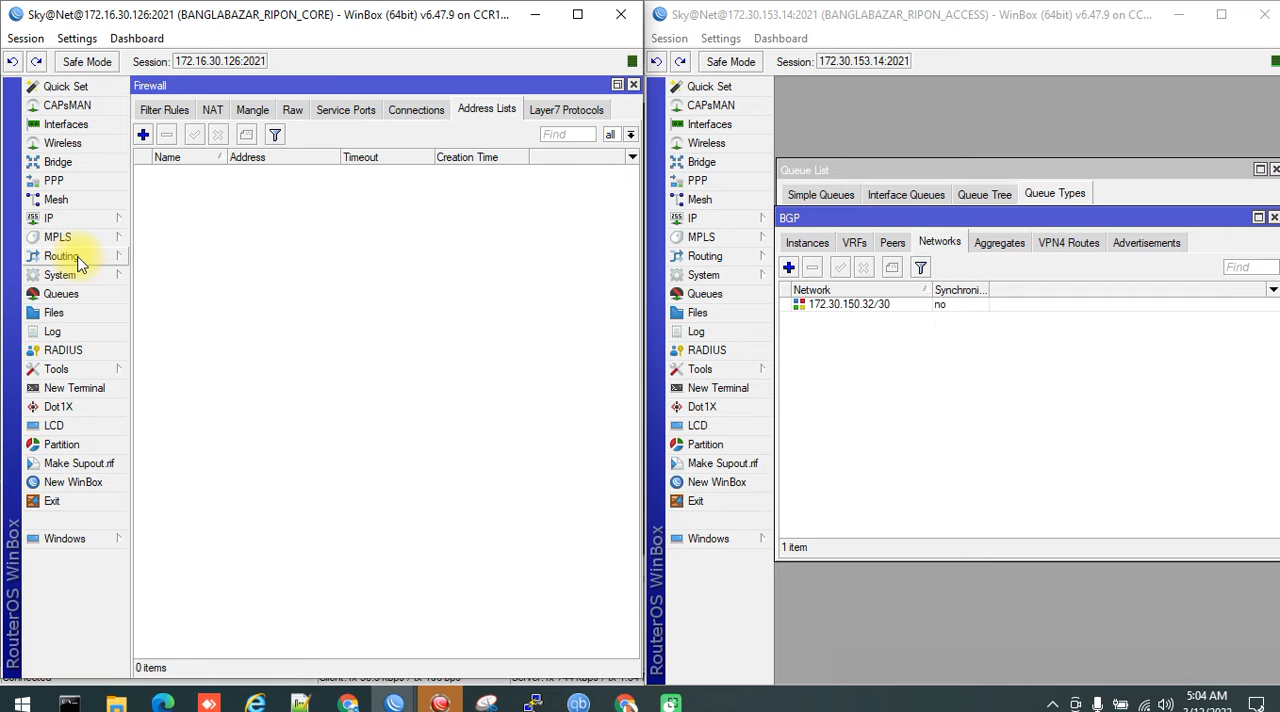 Sky@Net@172.16.30.126:2021 (BANGLABAZAR_RIPON_CORE) - WinBox (64bit) v6.47.9 on CCR1...
Session Settings Dashboard
Safe Mode Session: 172.16.30.126:2021
Quick Set
CAPsMAN
Interfaces
Wireless
Bridge
PPP
Mesh
IP
MPLS
Routing
System
Queues
Files
Log
RADIUS
Tools
New Terminal
Dot1X
LCD
Partition
Make Supout.rif
New WinBox
Exit
Windows
RouterOS WinBox
Firewall
Filter Rules NAT Mangle Raw Service Ports Connections Address Lists Layer7 Protocols
Find all
Name Address Timeout Creation Time
0 items
Sky@Net@172.30.153.14:2021 (BANGLABAZAR_RIPON_ACCESS) - WinBox (64bit) v6.47.9 on CC...
Session Settings Dashboard
Safe Mode Session: 172.30.153.14:2021
Quick Set
CAPsMAN
Interfaces
Wireless
Bridge
PPP
Mesh
IP
MPLS
Routing
System
Queues
Files
Log
RADIUS
Tools
New Terminal
Dot1X
LCD
Partition
Make Supout.rif
New WinBox
Exit
Windows
RouterOS WinBox
Queue List
Simple Queues Interface Queues Queue Tree Queue Types
BGP
Instances VRFs Peers Networks Aggregates VPN4 Routes Advertisements
Find
Network Synchroni...
172.30.150.32/30 no
1 item
5:04 AM